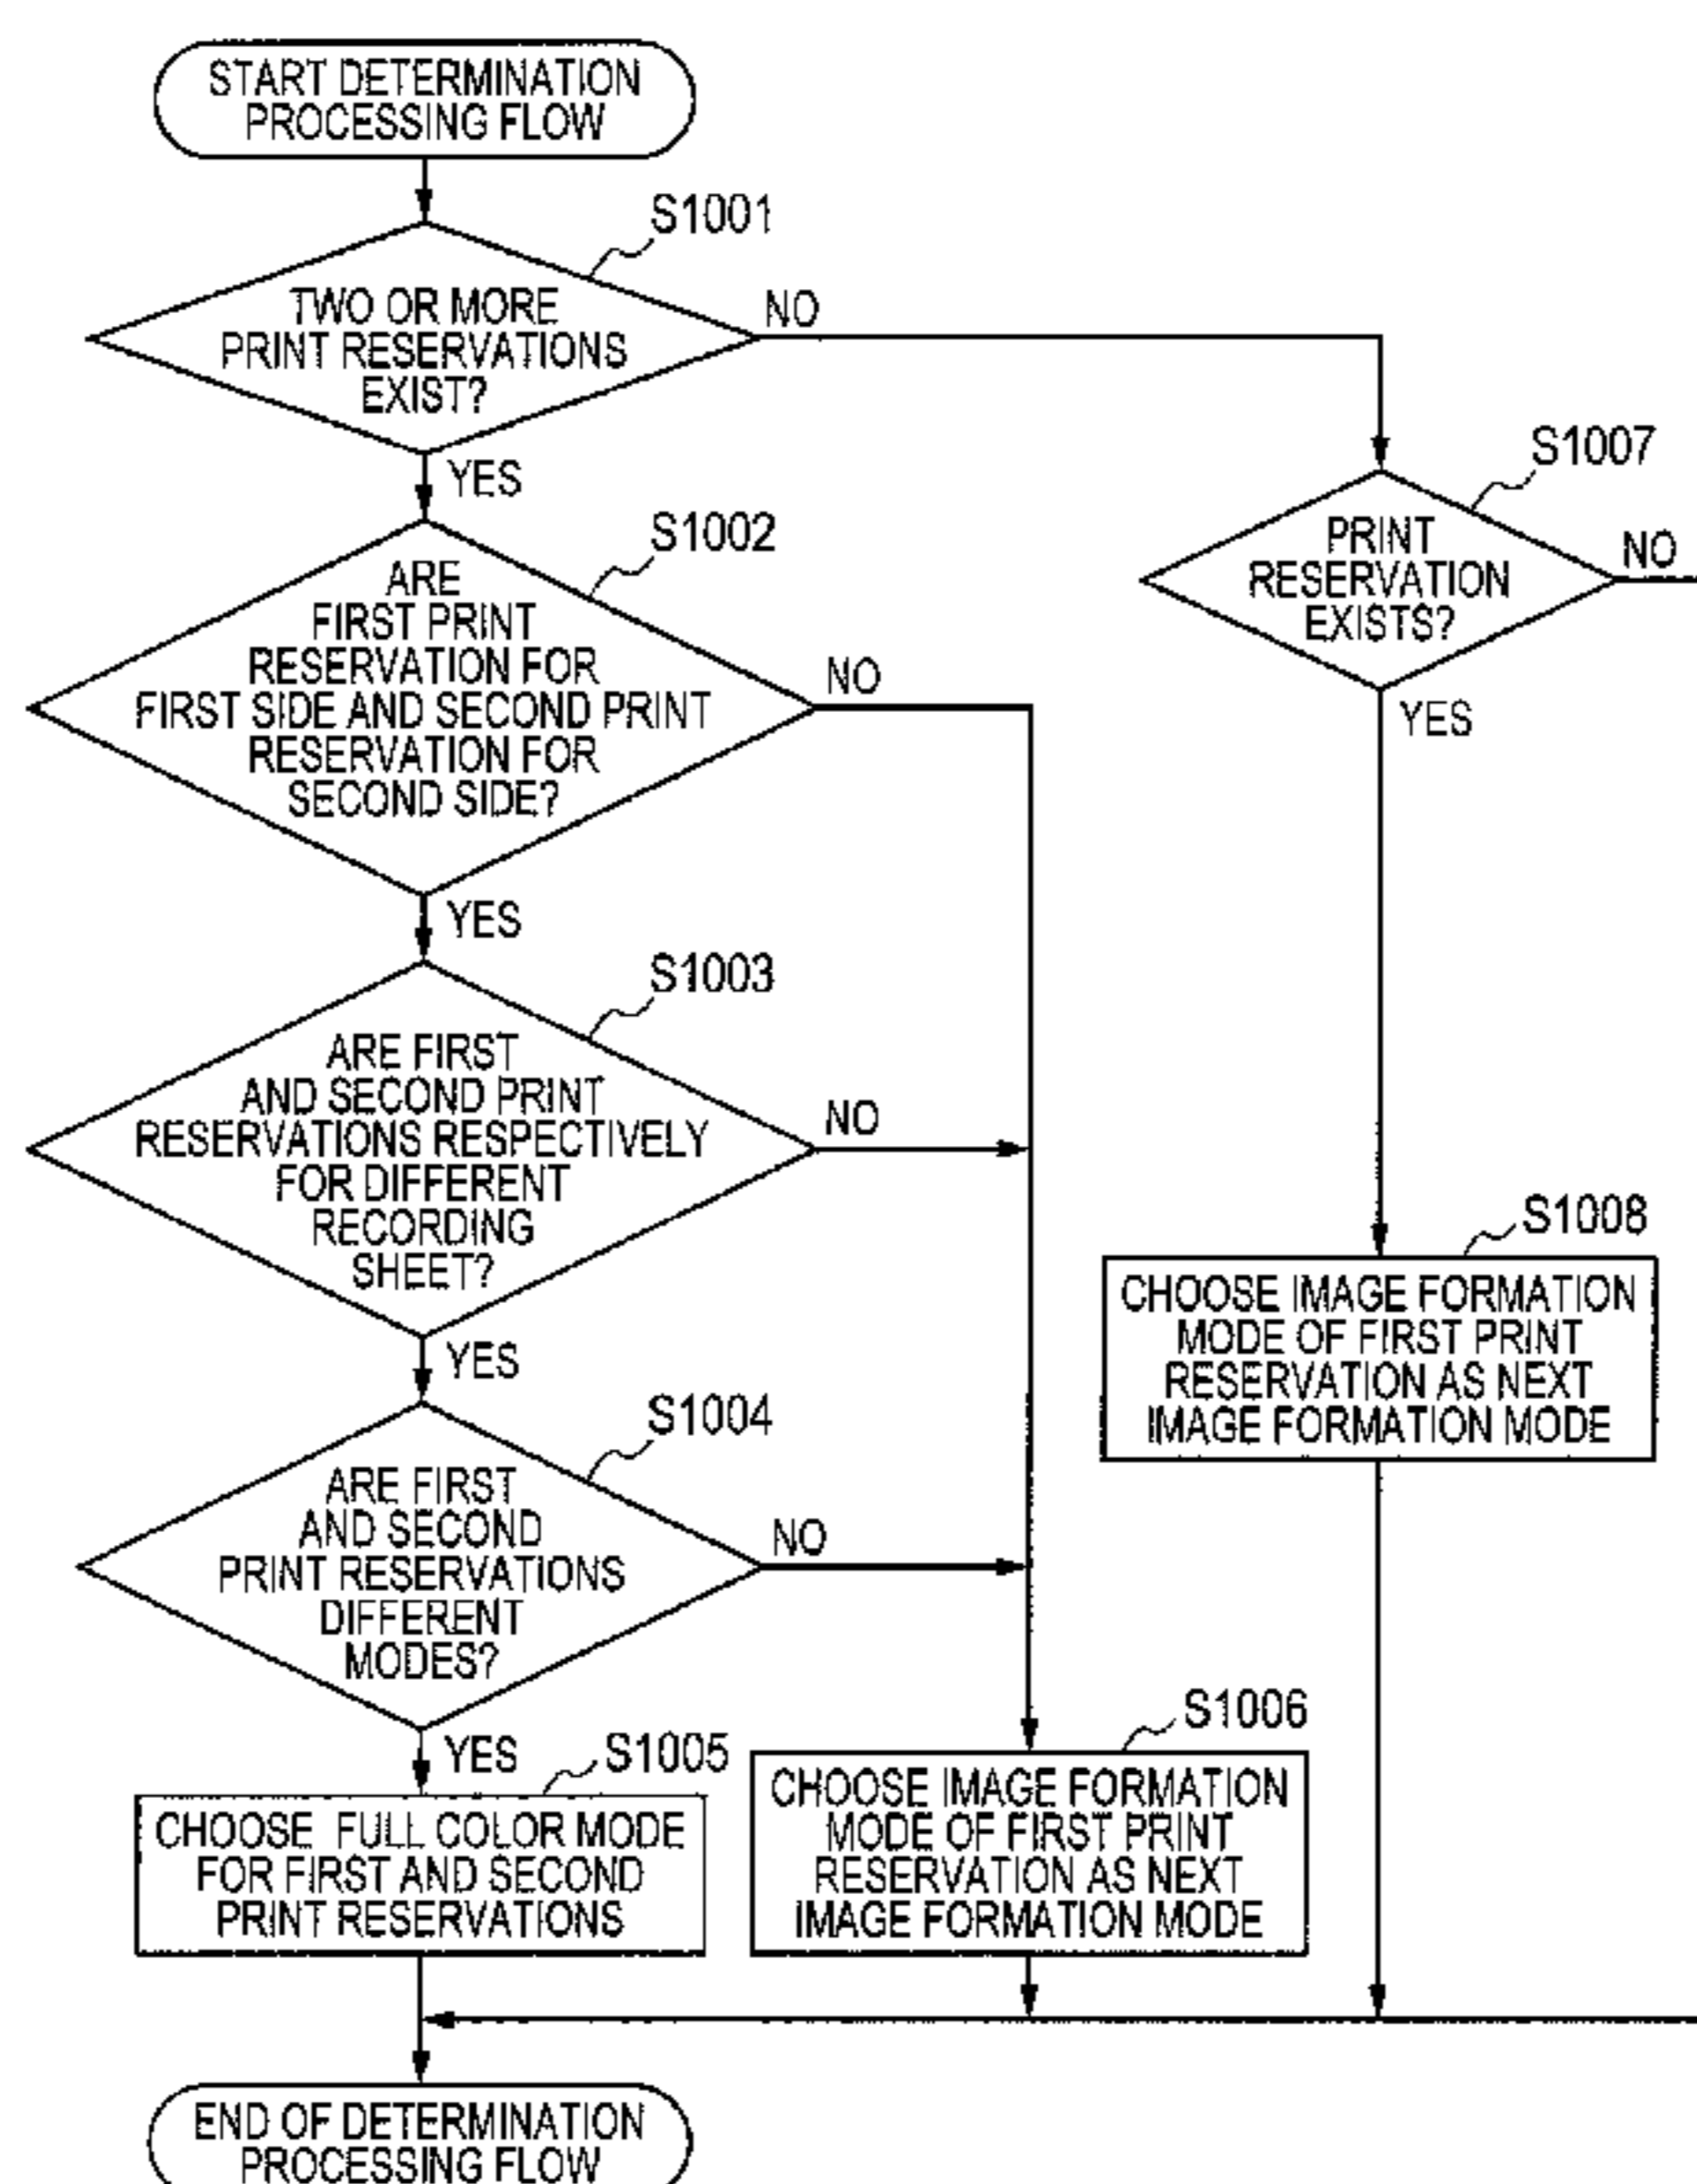 START DETERMINATION
PROCESSING FLOW
S1001
TWO OR MORE
PRINT RESERVATIONS
EXIST?
NO
YES
S1007
PRINT
RESERVATION
EXISTS?
NO
YES
S1002
ARE
FIRST PRINT
RESERVATION FOR
FIRST SIDE AND SECOND PRINT
RESERVATION FOR
SECOND SIDE?
NO
YES
S1003
ARE FIRST
AND SECOND PRINT
RESERVATIONS RESPECTIVELY
FOR DIFFERENT
RECORDING
SHEET?
NO
YES
S1008
CHOOSE IMAGE FORMATION
MODE OF FIRST PRINT
RESERVATION AS NEXT
IMAGE FORMATION MODE
S1004
ARE FIRST
AND SECOND
PRINT RESERVATIONS
DIFFERENT
MODES?
NO
YES
S1005
CHOOSE FULL COLOR MODE
FOR FIRST AND SECOND
PRINT RESERVATIONS
S1006
CHOOSE IMAGE FORMATION
MODE OF FIRST PRINT
RESERVATION AS NEXT
IMAGE FORMATION MODE
END OF DETERMINATION
PROCESSING FLOW